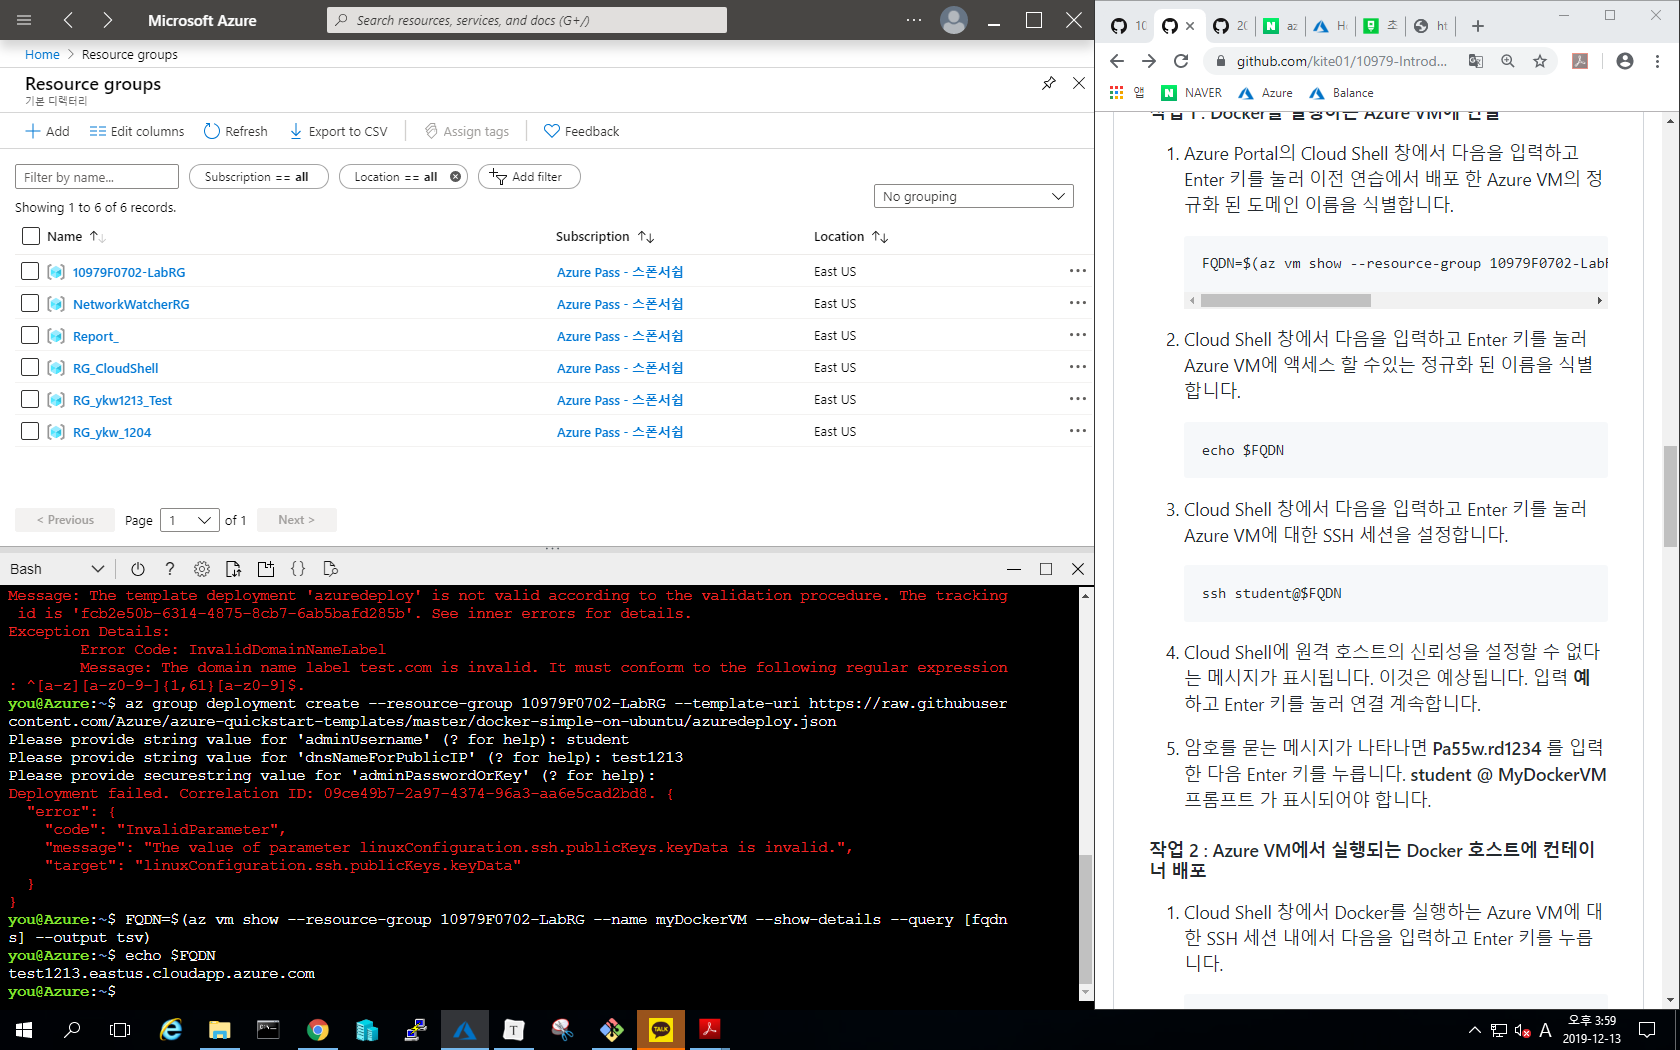 Microsoft Azure
Search resources, services, and docs (G+/)
Home > Resource groups
Resource groups
기본 디렉터리
Add
Edit columns
Refresh
Export to CSV
Assign tags
Feedback
Filter by name...
Subscription == all
Location == all
Add filter
Showing 1 to 6 of 6 records.
No grouping
Name
Subscription
Location
10979F0702-LabRG
Azure Pass - 스폰서쉽
East US
NetworkWatcherRG
Azure Pass - 스폰서쉽
East US
Report_
Azure Pass - 스폰서쉽
East US
RG_CloudShell
Azure Pass - 스폰서쉽
East US
RG_ykw1213_Test
Azure Pass - 스폰서쉽
East US
RG_ykw_1204
Azure Pass - 스폰서쉽
East US
< Previous
Page 1 of 1
Next >
Bash
Message: The template deployment 'azuredeploy' is not valid according to the validation procedure. The tracking
id is 'fcb2e50b-6314-4875-8cb7-6ab5bafd285b'. See inner errors for details.
Exception Details:
Error Code: InvalidDomainNameLabel
Message: The domain name label test.com is invalid. It must conform to the following regular expression
: ^[a-z][a-z0-9-]{1,61}[a-z0-9]$.
you@Azure:~$ az group deployment create --resource-group 10979F0702-LabRG --template-uri https://raw.githubuser
content.com/Azure/azure-quickstart-templates/master/docker-simple-on-ubuntu/azuredeploy.json
Please provide string value for 'adminUsername' (? for help): student
Please provide string value for 'dnsNameForPublicIP' (? for help): test1213
Please provide securestring value for 'adminPasswordOrKey' (? for help):
Deployment failed. Correlation ID: 09ce49b7-2a97-4374-96a3-aa6e5cad2bd8. {
"error": {
"code": "InvalidParameter",
"message": "The value of parameter linuxConfiguration.ssh.publicKeys.keyData is invalid.",
"target": "linuxConfiguration.ssh.publicKeys.keyData"
}
}
you@Azure:~$ FQDN=$(az vm show --resource-group 10979F0702-LabRG --name myDockerVM --show-details --query [fqdn
s] --output tsv)
you@Azure:~$ echo $FQDN
test1213.eastus.cloudapp.azure.com
you@Azure:~$
10
20
az
초
ht
github.com/kite01/10979-Introd...
앱
NAVER
Azure
Balance
작업 1 : Docker를 실행하는 Azure VM에 연결
1. Azure Portal의 Cloud Shell 창에서 다음을 입력하고
Enter 키를 눌러 이전 연습에서 배포 한 Azure VM의 정
규화 된 도메인 이름을 식별합니다.
FQDN=$(az vm show --resource-group 10979F0702-Lab
2. Cloud Shell 창에서 다음을 입력하고 Enter 키를 눌러
Azure VM에 액세스 할 수있는 정규화 된 이름을 식별
합니다.
echo $FQDN
3. Cloud Shell 창에서 다음을 입력하고 Enter 키를 눌러
Azure VM에 대한 SSH 세션을 설정합니다.
ssh student@$FQDN
4. Cloud Shell에 원격 호스트의 신뢰성을 설정할 수 없다
는 메시지가 표시됩니다. 이것은 예상됩니다. 입력 예
하고 Enter 키를 눌러 연결 계속합니다.
5. 암호를 묻는 메시지가 나타나면 Pa55w.rd1234 를 입력
한 다음 Enter 키를 누릅니다. student @ MyDockerVM
프롬프트 가 표시되어야 합니다.
작업 2 : Azure VM에서 실행되는 Docker 호스트에 컨테이
너 배포
1. Cloud Shell 창에서 Docker를 실행하는 Azure VM에 대
한 SSH 세션 내에서 다음을 입력하고 Enter 키를 누릅
니다.
TALK
A
오후 3:59
2019-12-13